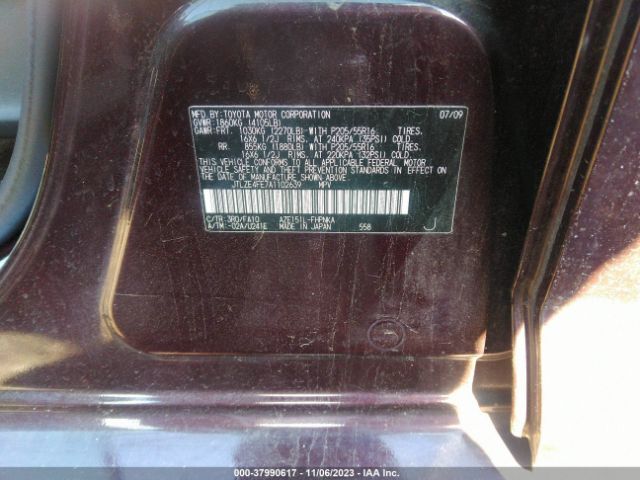 MFD. BY:TOYOTA MOTOR CORPORATION 07/09
GVWR: 1860KG (4105LB)
GAWR: FRT. 1030KG (2270LB) WITH P205/55R16 TIRES.
16X6 1/2J RIMS. AT 240KPA (35PSI) COLD.
RR. 855KG (1880LB) WITH P205/55R16 TIRES.
16X6 1/2J RIMS. AT 220KPA (32PSI) COLD.
THIS VEHICLE CONFORMS TO ALL APPLICABLE FEDERAL MOTOR
VEHICLE SAFETY AND THEFT PREVENTION STANDARDS IN EFFECT ON
THE DATE OF MANUFACTURE SHOWN ABOVE.
JTLZE4FE7A1102639 MPV
C/TR: 3R0/FA10 AZE151L-FHPNKA
A/TM: -02A/U241E MADE IN JAPAN 558 J
000-37990617 - 11/06/2023 - IAA Inc.